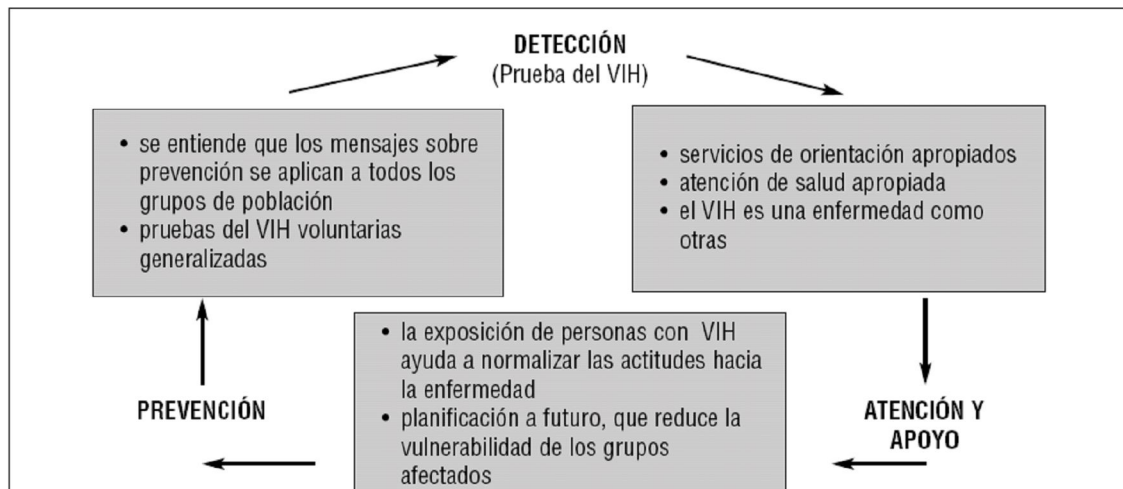 DETECCIÓN
(Prueba del VIH)
• se entiende que los mensajes sobre
prevención se aplican a todos los
grupos de población
• pruebas del VIH voluntarias
generalizadas
• servicios de orientación apropiados
• atención de salud apropiada
• el VIH es una enfermedad como
otras
• la exposición de personas con VIH
ayuda a normalizar las actitudes hacia
la enfermedad
• planificación a futuro, que reduce la
vulnerabilidad de los grupos
afectados
PREVENCIÓN
ATENCIÓN Y
APOYO